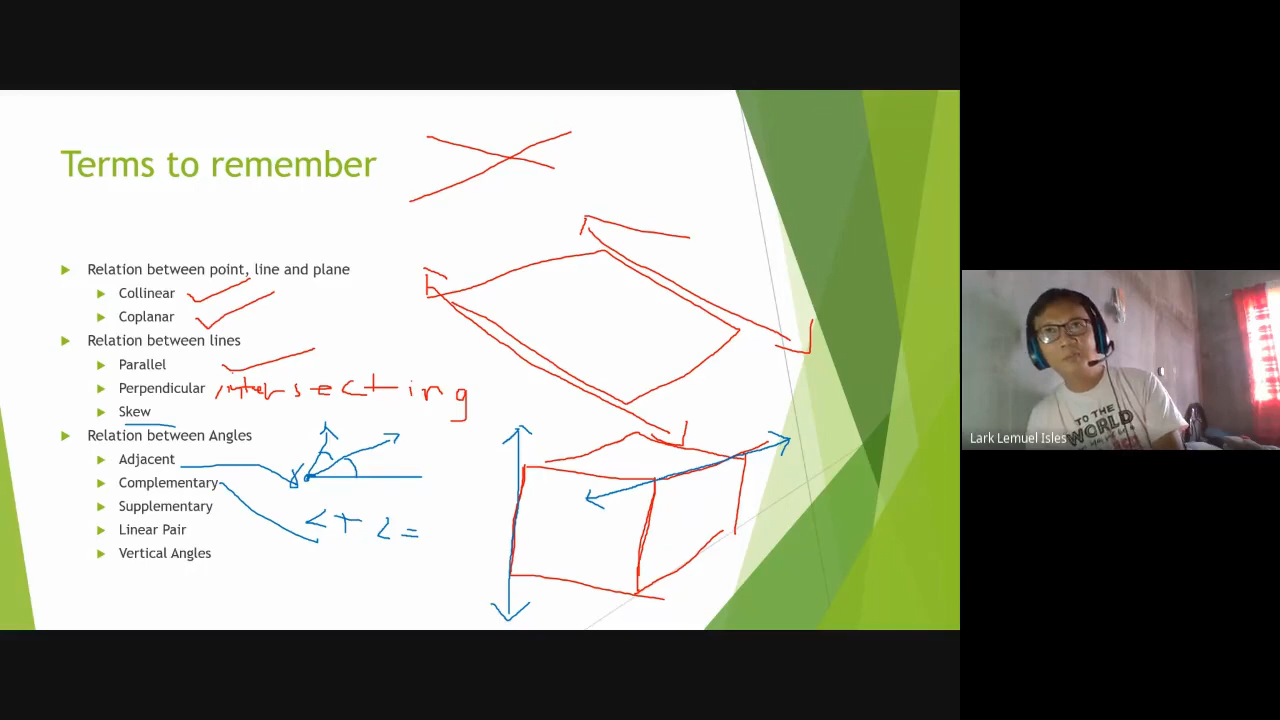 Terms to remember
Relation between point, line and plane
Collinear
Coplanar
Relation between lines
Parallel
Perpendicular intersecting
Skew
Relation between Angles
Adjacent
Complementary
Supplementary
∠ + ∠ =
Linear Pair
Vertical Angles
TO THE
WORLD
Lark Lemuel Isles